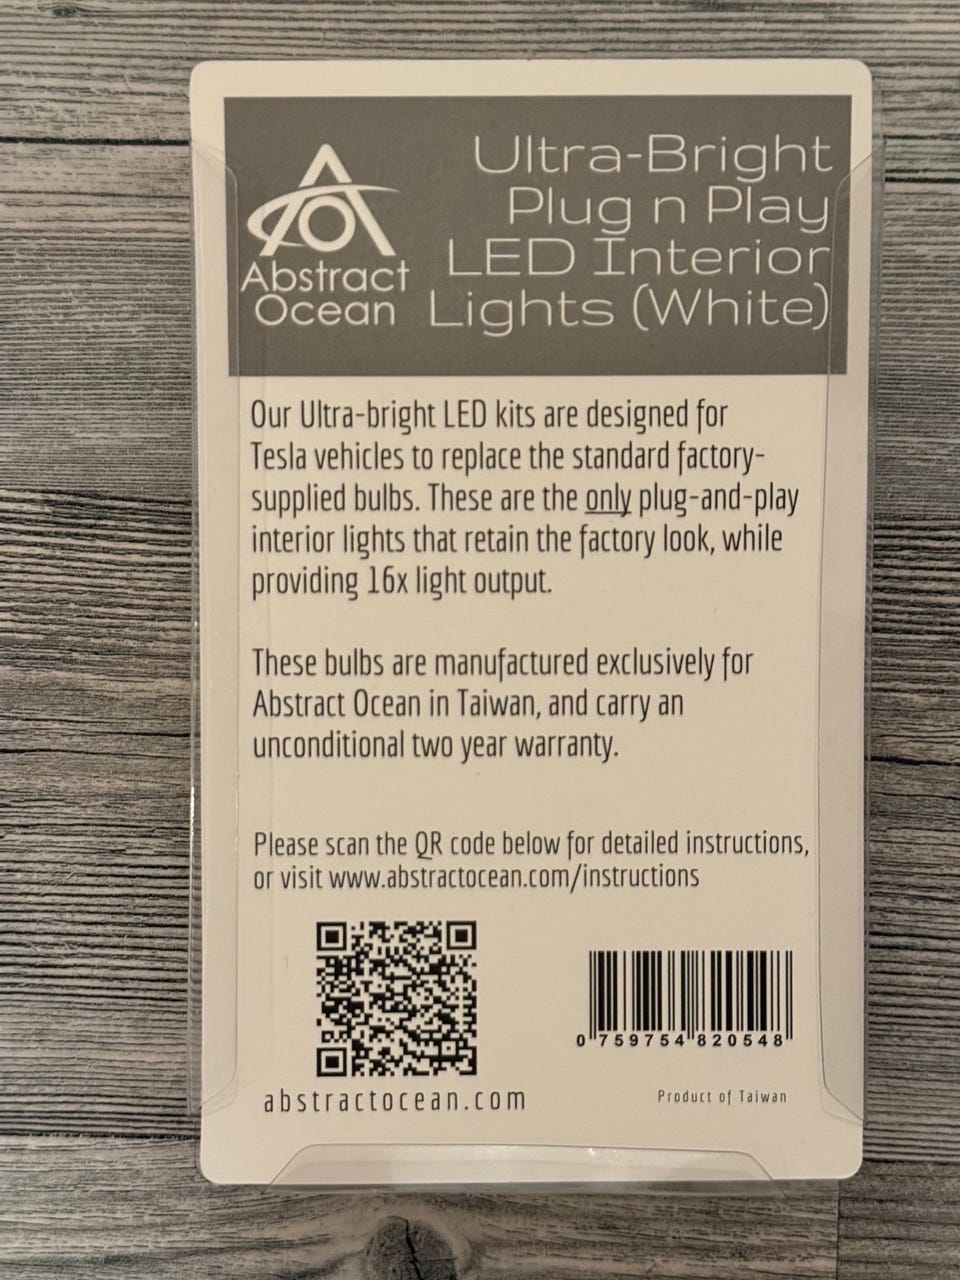 Abstract
Ocean
Ultra-Bright
Plug n Play
LED Interior
Lights (White)
Our Ultra-bright LED kits are designed for
Tesla vehicles to replace the standard factory-
supplied bulbs. These are the only plug-and-play
interior lights that retain the factory look, while
providing 16x light output.
These bulbs are manufactured exclusively for
Abstract Ocean in Taiwan, and carry an
unconditional two year warranty.
Please scan the QR code below for detailed instructions,
or visit www.abstractocean.com/instructions
0 759754 820548
abstractocean.com
Product of Taiwan